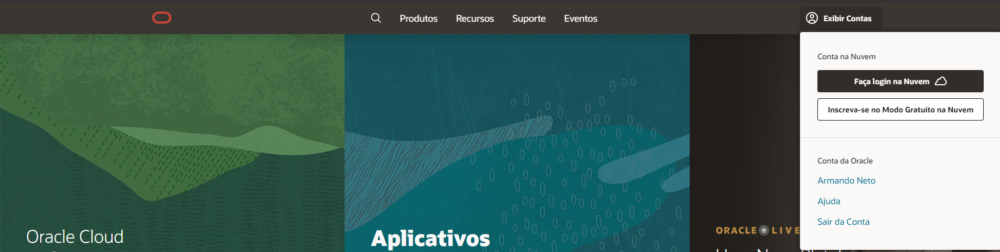 Produtos Recursos Suporte Eventos
Exibir Contas
Conta na Nuvem
Faça login na Nuvem
Inscreva-se no Modo Gratuito na Nuvem
Conta da Oracle
Armando Neto
Ajuda
Sair da Conta
Oracle Cloud
Aplicativos
ORACLE LIVE